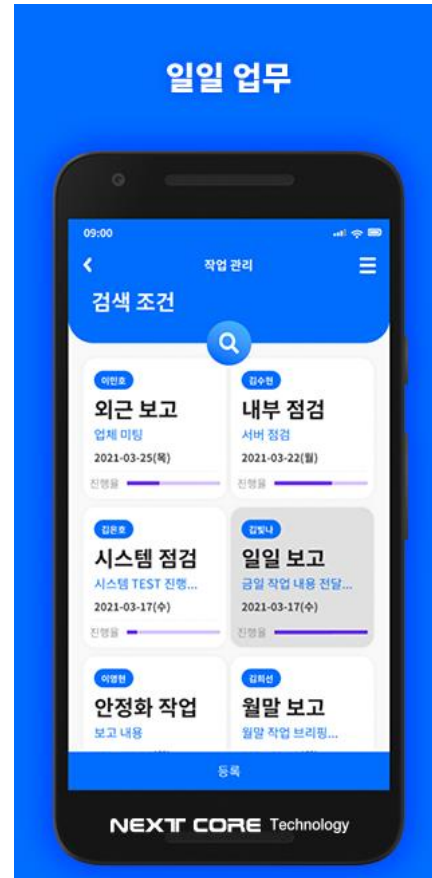 일일 업무
09:00
작업 관리
검색 조건
이민호
외근 보고
업체 미팅
2021-03-25(목)
진행율
김수현
내부 점검
서버 점검
2021-03-22(월)
진행율
김은호
시스템 점검
시스템 TEST 진행...
2021-03-17(수)
진행율
김빛나
일일 보고
금일 작업 내용 전달...
2021-03-17(수)
진행율
이영현
안정화 작업
보고 내용
김희선
월말 보고
월말 작업 브리핑...
등록
NEXT CORE Technology